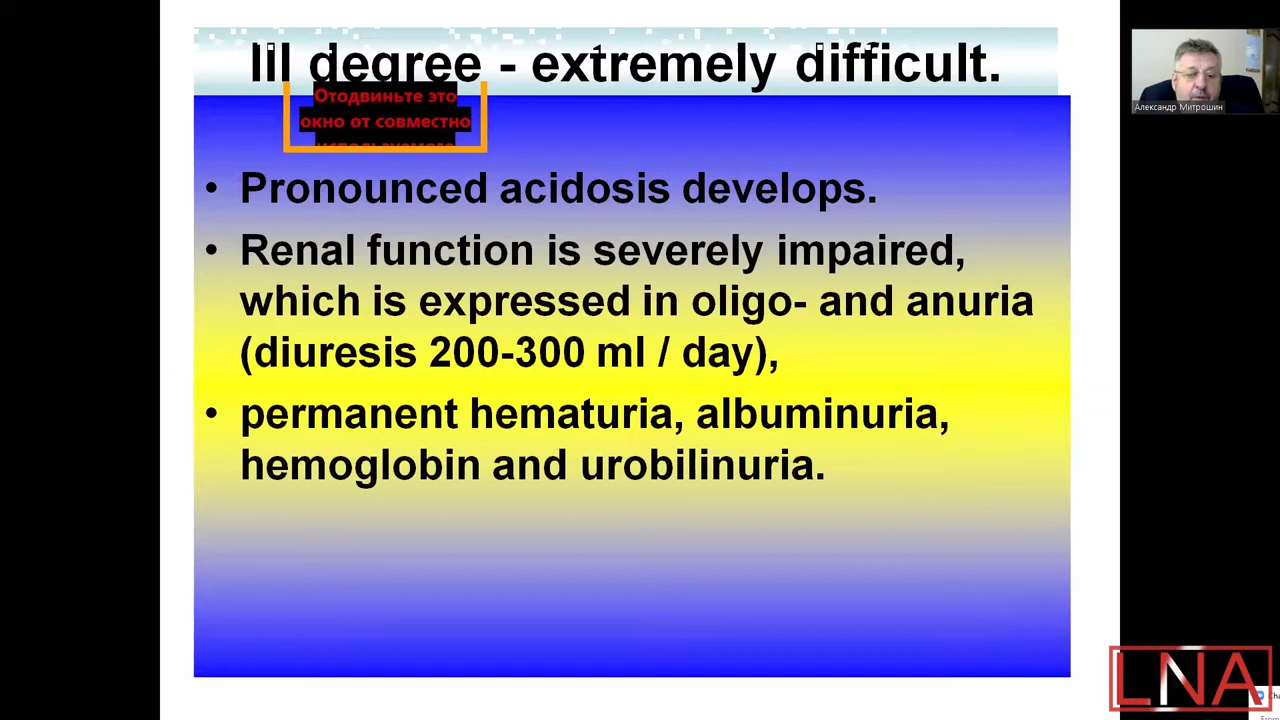 III degree - extremely difficult.
Отодвиньте это
окно от совместно
используемого
• Pronounced acidosis develops.
• Renal function is severely impaired,
which is expressed in oligo- and anuria
(diuresis 200-300 ml / day),
• permanent hematuria, albuminuria,
hemoglobin and urobilinuria.
Александр Митрошин
LNA